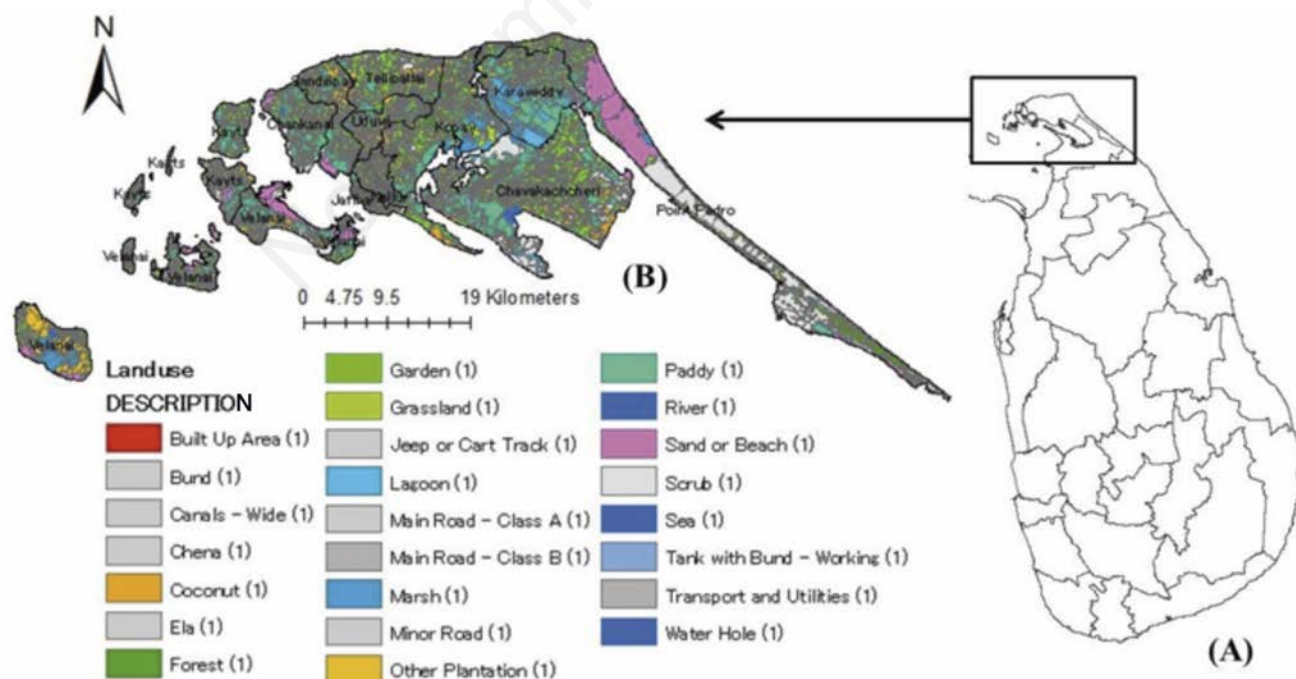 N
Tellipallai
Karaveddy
Uduvil
Chankanai
Kopay
Kayts
Kayts
Kayts
Kayts
Chavakachcheri
Velanai
Point Pedro
Velanai
Velanai
Velanai
(B)
0 4.75 9.5 19 Kilometers
Landuse
DESCRIPTION
Built Up Area (1)
Bund (1)
Canals - Wide (1)
Chena (1)
Coconut (1)
Ela (1)
Forest (1)
Garden (1)
Grassland (1)
Jeep or Cart Track (1)
Lagoon (1)
Main Road - Class A (1)
Main Road - Class B (1)
Marsh (1)
Minor Road (1)
Other Plantation (1)
Paddy (1)
River (1)
Sand or Beach (1)
Scrub (1)
Sea (1)
Tank with Bund - Working (1)
Transport and Utilities (1)
Water Hole (1)
(A)